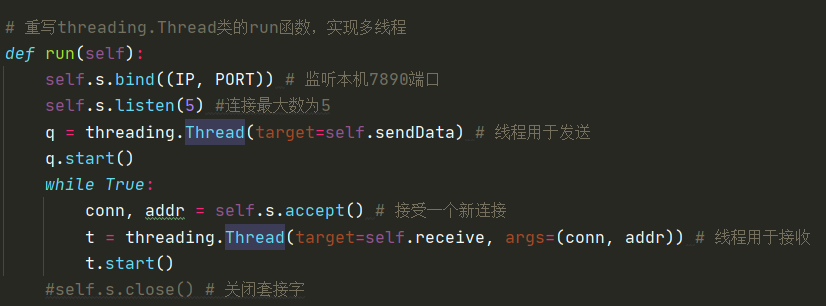 # 重写threading.Thread类的run函数，实现多线程
def run(self):
    self.s.bind((IP, PORT)) # 监听本机7890端口
    self.s.listen(5) #连接最大数为5
    q = threading.Thread(target=self.sendData) # 线程用于发送
    q.start()
    while True:
        conn, addr = self.s.accept() # 接受一个新连接
        t = threading.Thread(target=self.receive, args=(conn, addr)) # 线程用于接收
        t.start()
    #self.s.close() # 关闭套接字